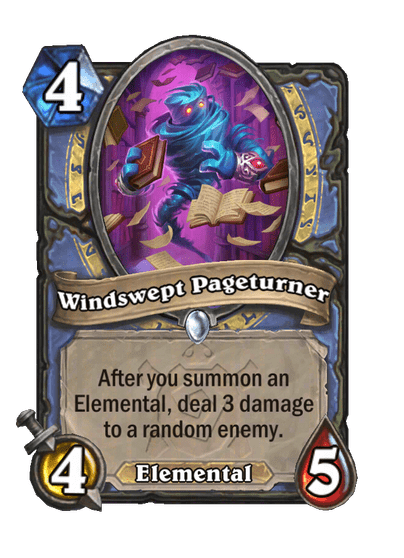 4
Windswept Pageturner
After you summon an
Elemental, deal 3 damage
to a random enemy.
4
Elemental
5